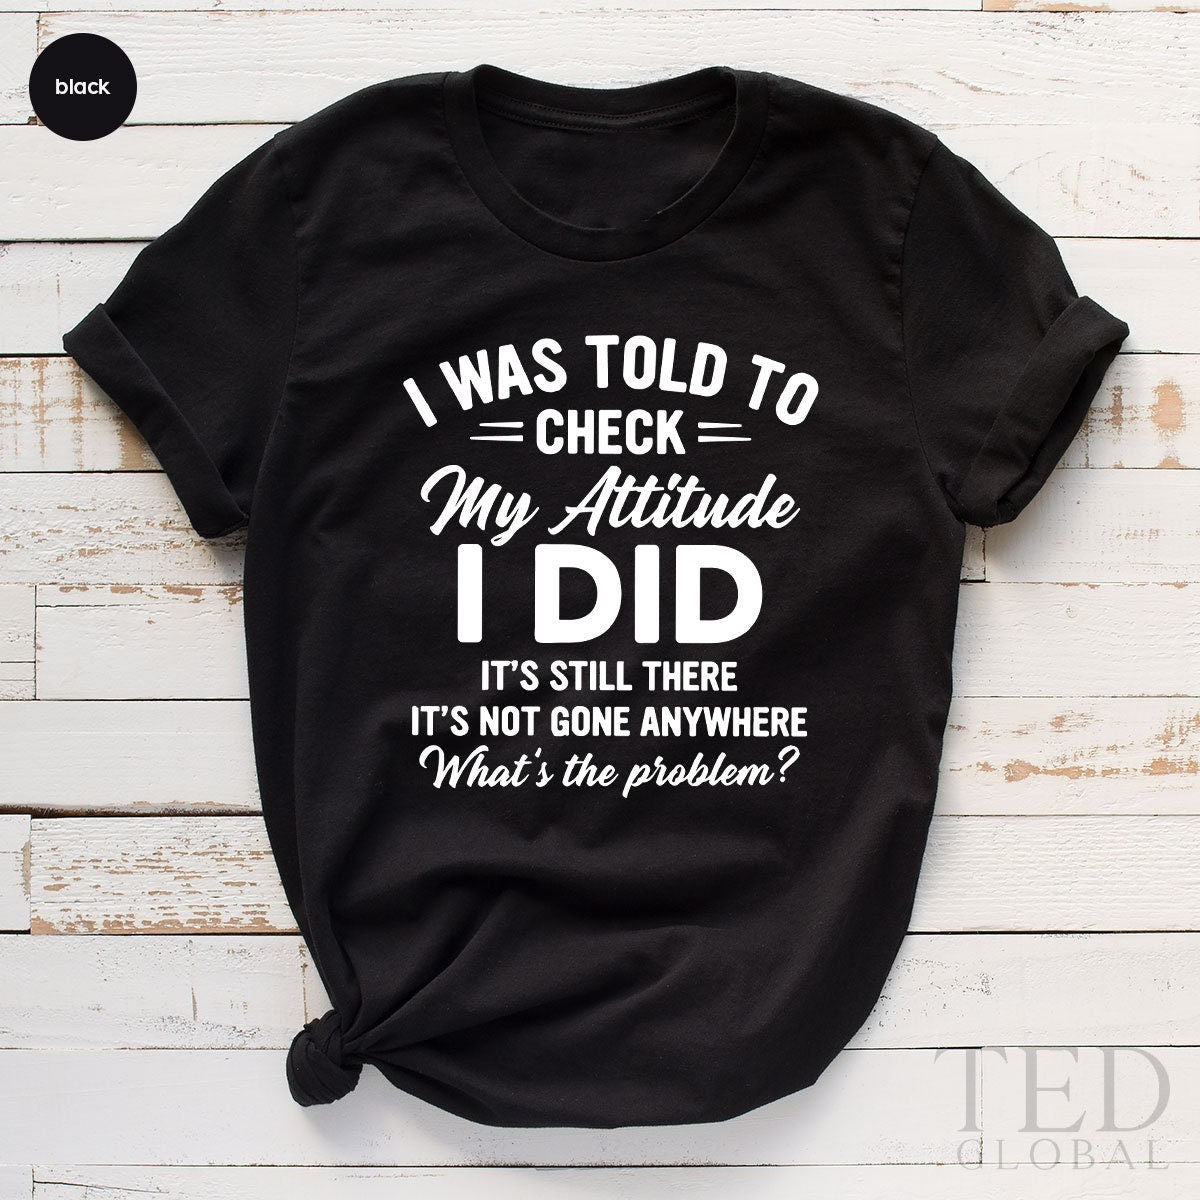 black
I WAS TOLD TO
CHECK
My Attitude
I DID
IT'S STILL THERE
IT'S NOT GONE ANYWHERE
What's the problem?
TED
GLOBAL